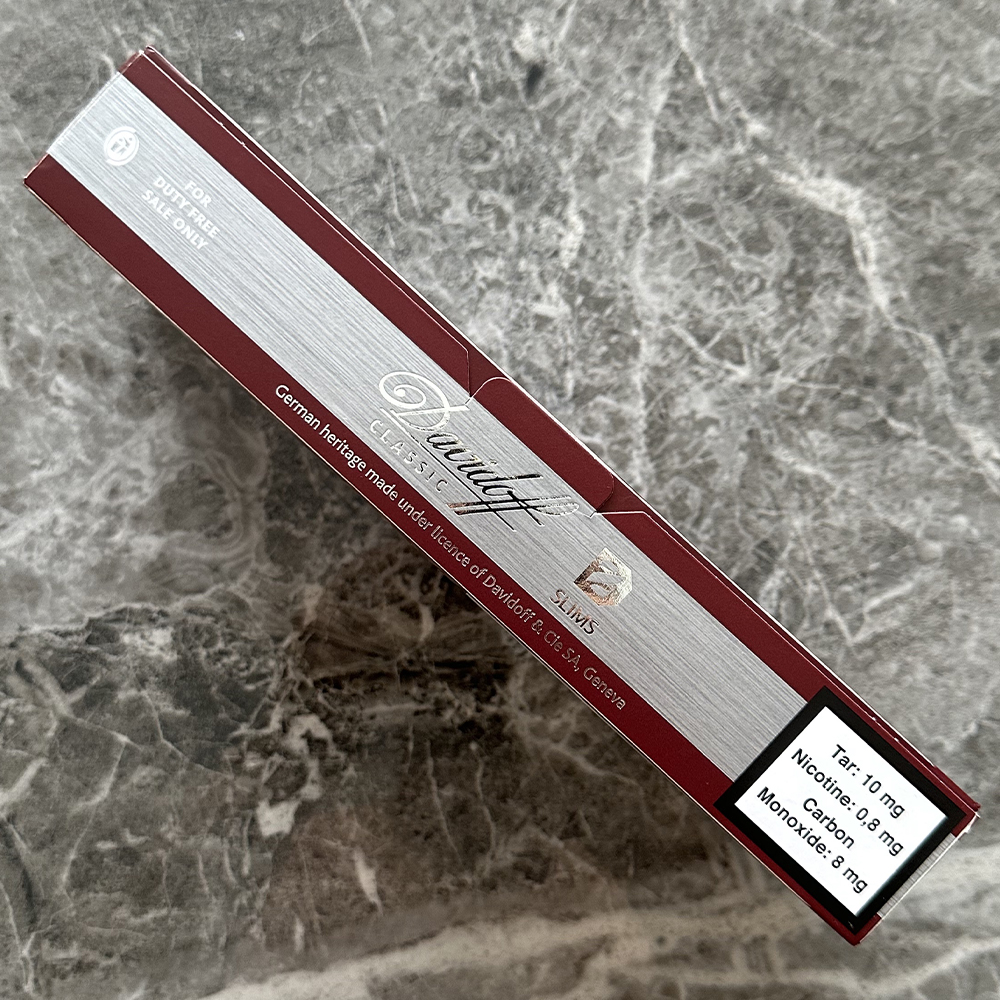 FOR
DUTY FREE
SALE ONLY
Davidoff
CLASSIC
SLIMS
German heritage made under licence of Davidoff & Cie SA, Geneva
Tar: 10 mg
Nicotine: 0,8 mg
Carbon
Monoxide: 8 mg